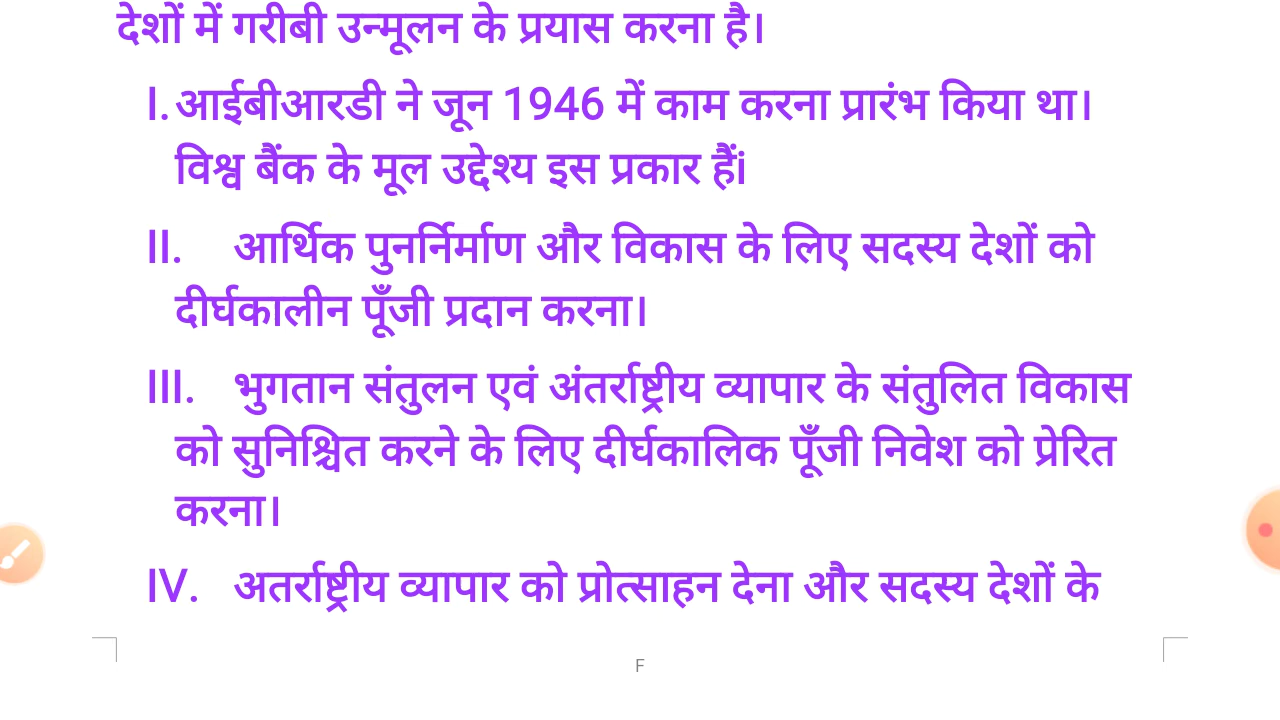 देशों में गरीबी उन्मूलन के प्रयास करना है।
I. आईबीआरडी ने जून 1946 में काम करना प्रारंभ किया था।
विश्व बैंक के मूल उद्देश्य इस प्रकार हैंi
II. आर्थिक पुनर्निर्माण और विकास के लिए सदस्य देशों को
दीर्घकालीन पूँजी प्रदान करना।
III. भुगतान संतुलन एवं अंतर्राष्ट्रीय व्यापार के संतुलित विकास
को सुनिश्चित करने के लिए दीर्घकालिक पूँजी निवेश को प्रेरित
करना।
IV. अतर्राष्ट्रीय व्यापार को प्रोत्साहन देना और सदस्य देशों के
F